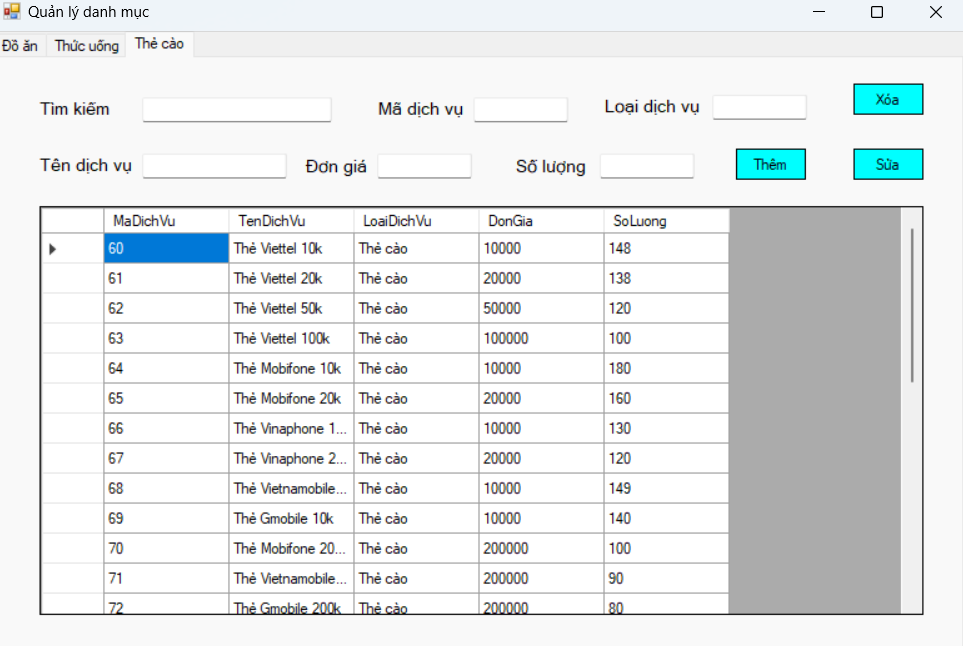 Quản lý danh mục
Đồ ăn Thức uống Thẻ cào
Tìm kiếm Mã dịch vụ Loại dịch vụ Xóa
Tên dịch vụ Đơn giá Số lượng Thêm Sửa
MaDichVu TenDichVu LoaiDichVu DonGia SoLuong
60 Thẻ Viettel 10k Thẻ cào 10000 148
61 Thẻ Viettel 20k Thẻ cào 20000 138
62 Thẻ Viettel 50k Thẻ cào 50000 120
63 Thẻ Viettel 100k Thẻ cào 100000 100
64 Thẻ Mobifone 10k Thẻ cào 10000 180
65 Thẻ Mobifone 20k Thẻ cào 20000 160
66 Thẻ Vinaphone 1... Thẻ cào 10000 130
67 Thẻ Vinaphone 2... Thẻ cào 20000 120
68 Thẻ Vietnamobile... Thẻ cào 10000 149
69 Thẻ Gmobile 10k Thẻ cào 10000 140
70 Thẻ Mobifone 20... Thẻ cào 200000 100
71 Thẻ Vietnamobile... Thẻ cào 200000 90
72 Thẻ Gmobile 200k Thẻ cào 200000 80